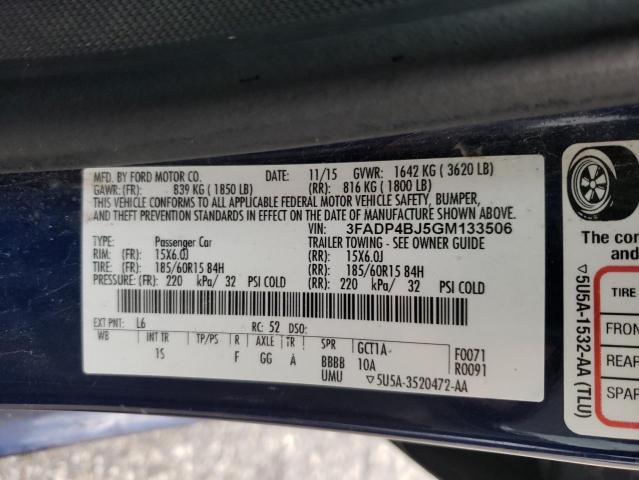 MFD. BY FORD MOTOR CO. DATE: 11/15 GVWR: 1642 KG ( 3620 LB)
GAWR: (FR): 839 KG ( 1850 LB) (RR): 816 KG ( 1800 LB)
THIS VEHICLE CONFORMS TO ALL APPLICABLE FEDERAL MOTOR VEHICLE SAFETY, BUMPER,
AND THEFT PREVENTION STANDARDS IN EFFECT ON THE DATE OF MANUFACTURE SHOWN ABOVE.
VIN: 3FADP4BJ5GM133506
TYPE: Passenger Car TRAILER TOWING - SEE OWNER GUIDE
RIM: (FR): 15X6.0J (RR): 15X6.0J
TIRE: (FR): 185/60R15 84H (RR): 185/60R15 84H
PRESSURE: (FR): 220 kPa/ 32 PSI COLD (RR): 220 kPa/ 32 PSI COLD
EXT PNT: L6 RC: 52 DSO:
WB TP/PS R AXLE TR SPR GCT1A F0071
1S F GG A BBBB 10A R0091
UMU 5U5A-3520472-AA
The con
and
TIRE
FRON
REAR
SPAR
5U5A-1532-AA (TLU)